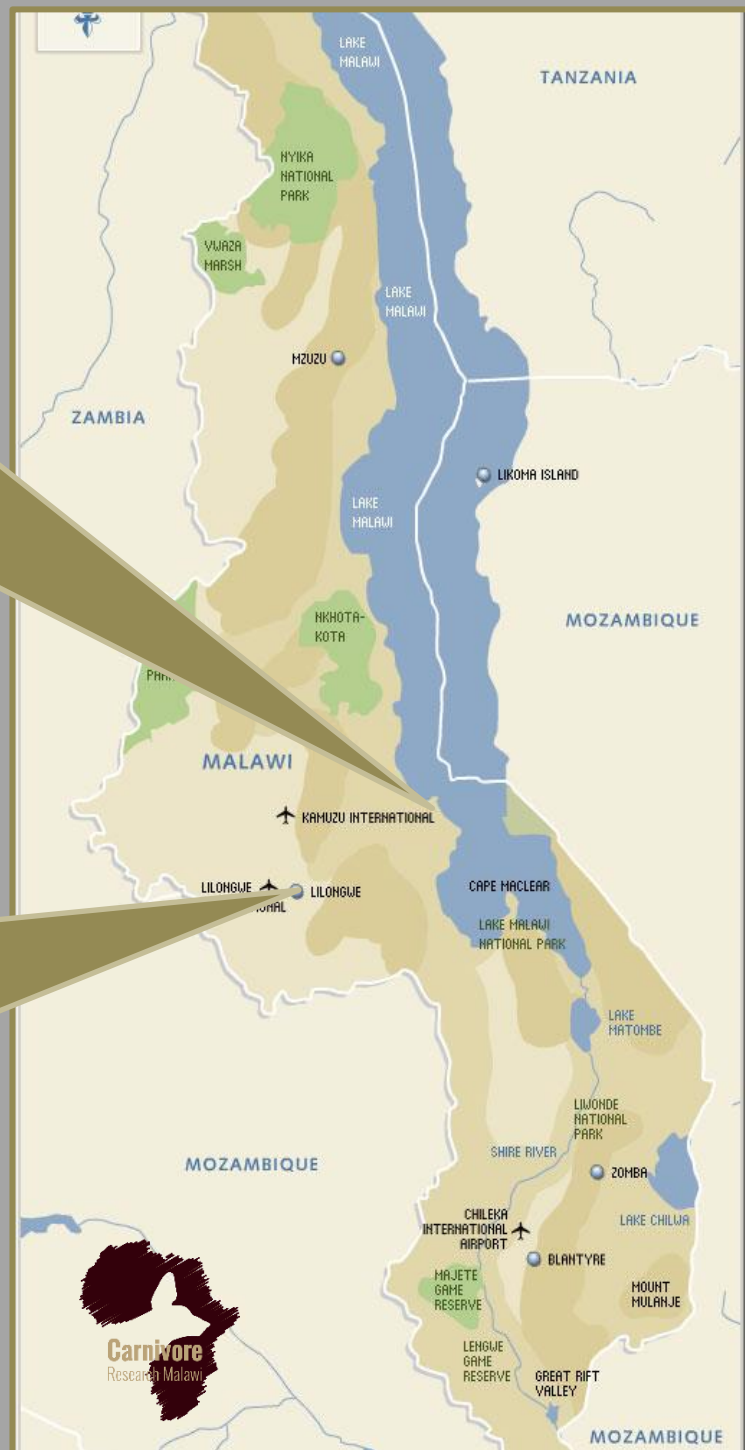 LAKE
MALAWI
TANZANIA
NYIKA
NATIONAL
PARK
VWAZA
MARSH
LAKE
MALAWI
MZUZU
ZAMBIA
LIKOMA ISLAND
LAKE
MALAWI
NKHOTA-
KOTA
MOZAMBIQUE
MALAWI
KAMUZU INTERNATIONAL
LILONGWE
LILONGWE
CAPE MACLEAR
LAKE MALAWI
NATIONAL PARK
LAKE
MATOMBE
LIWONDE
NATIONAL
PARK
SHIRE RIVER
MOZAMBIQUE
ZOMBA
CHILEKA
INTERNATIONAL
AIRPORT
LAKE CHILWA
BLANTYRE
MAJETE
GAME
RESERVE
MOUNT
MULANJE
Carnivore
Research Malawi
LENGWE
GAME
RESERVE
GREAT RIFT
VALLEY
MOZAMBIQUE